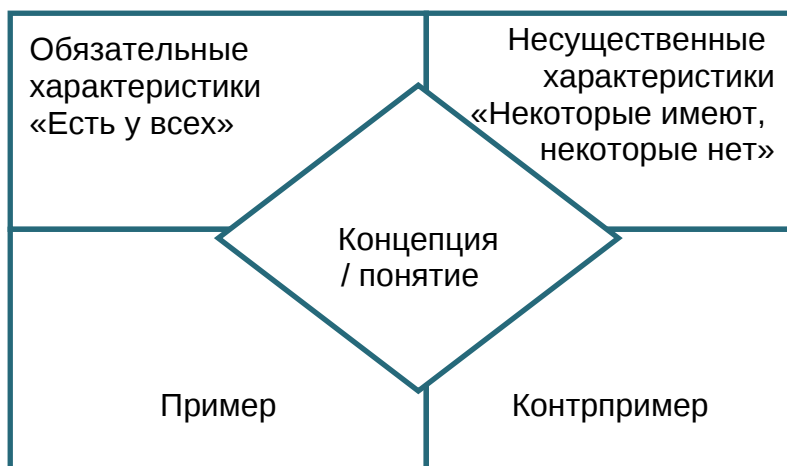 Обязательные
характеристики
«Есть у всех»
Несущественные
характеристики
«Некоторые имеют,
некоторые нет»
Концепция
/ понятие
Пример
Контрпример